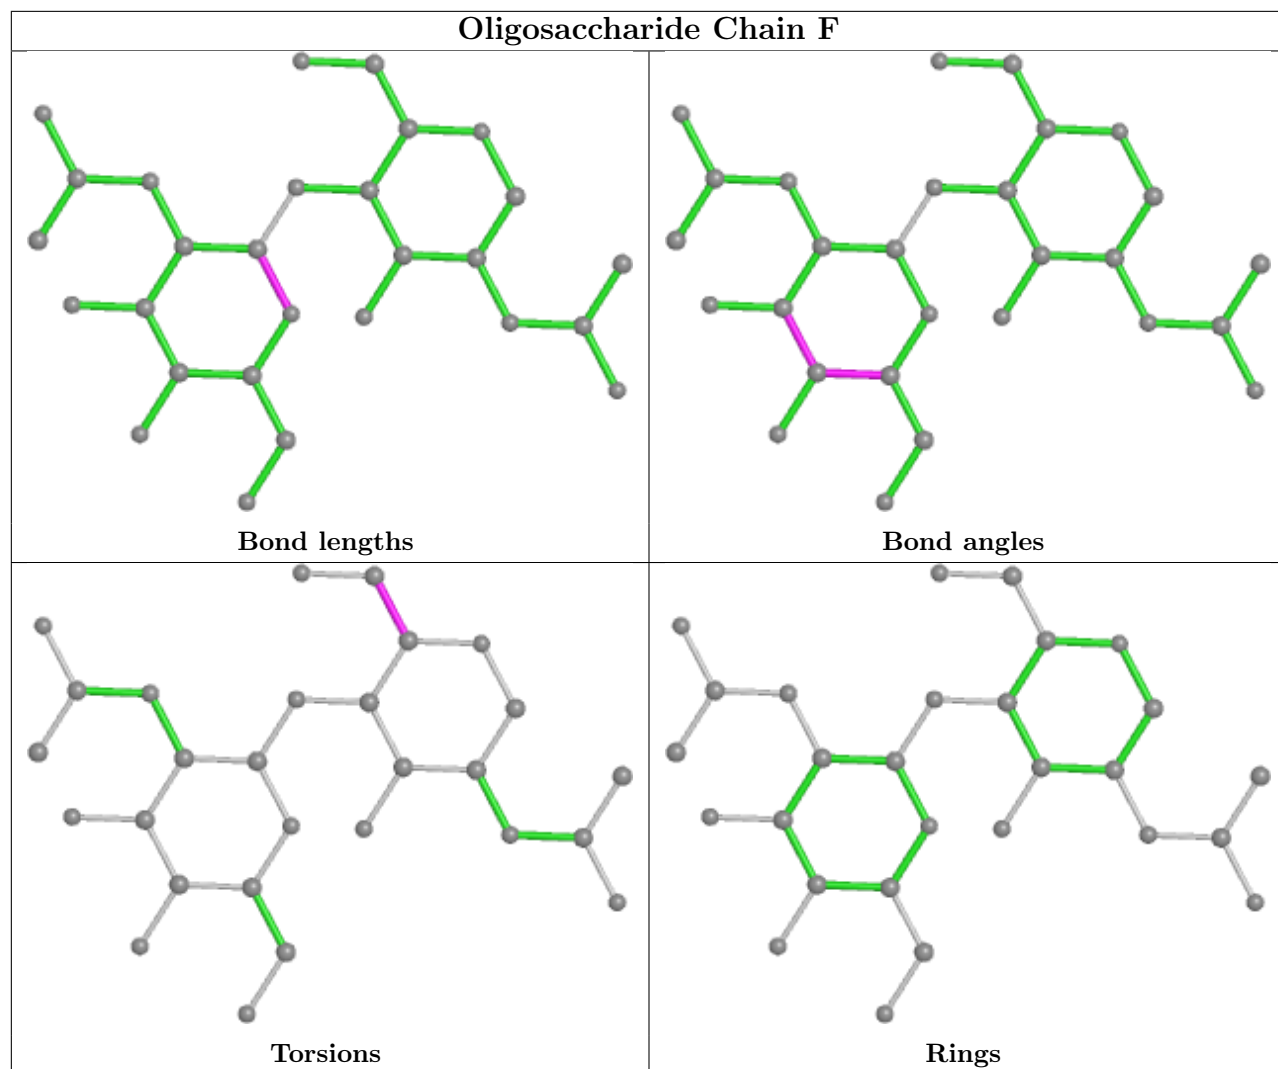 Oligosaccharide Chain F
Bond lengths
Bond angles
Torsions
Rings